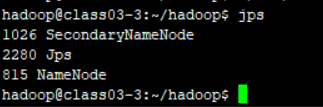 hadoop@class03-3:~/hadoop$ jps
1026 SecondaryNameNode
2280 Jps
815 NameNode
hadoop@class03-3:~/hadoop$